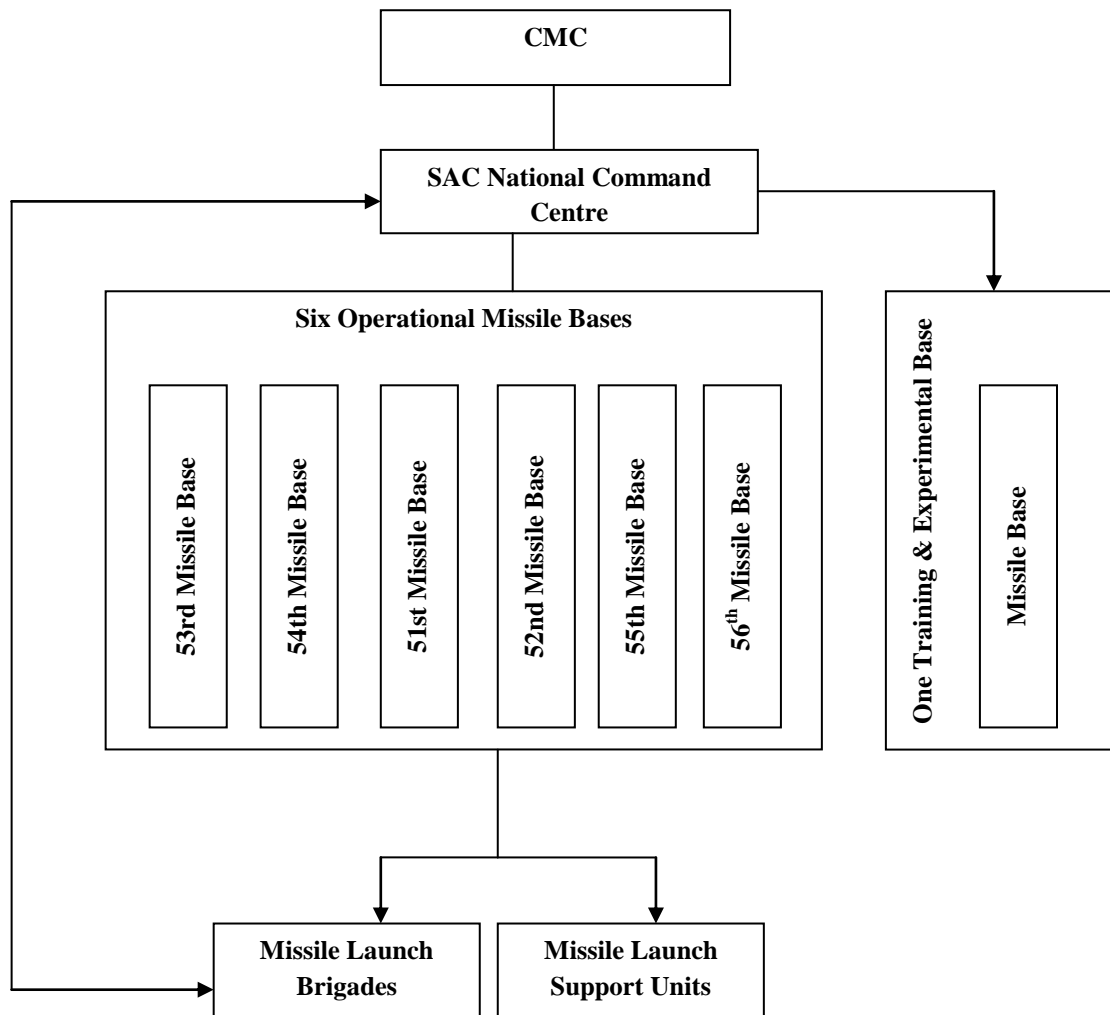 CMC
SAC National Command
Centre
Six Operational Missile Bases
53rd Missile Base
54th Missile Base
51st Missile Base
52nd Missile Base
55th Missile Base
56th Missile Base
One Training & Experimental Base
Missile Base
Missile Launch
Brigades
Missile Launch
Support Units